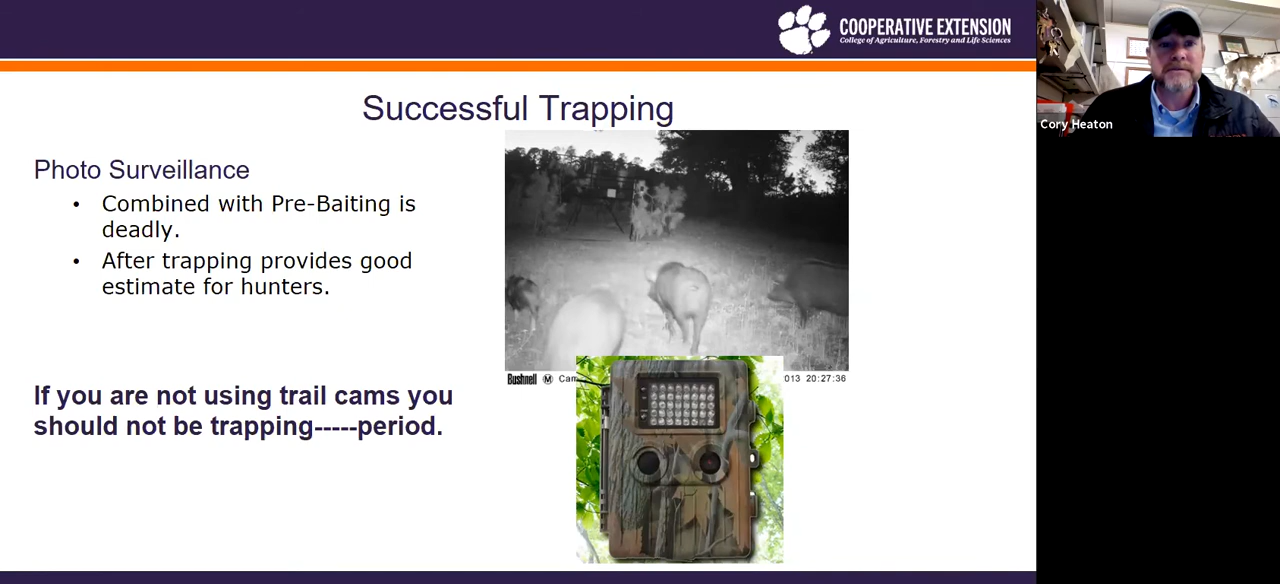 COOPERATIVE EXTENSION
College of Agriculture, Forestry and Life Sciences
Cory Heaton
Successful Trapping
Photo Surveillance
• Combined with Pre-Baiting is
deadly.
• After trapping provides good
estimate for hunters.
If you are not using trail cams you
should not be trapping-----period.
Bushnell M Cam
013 20:27:36